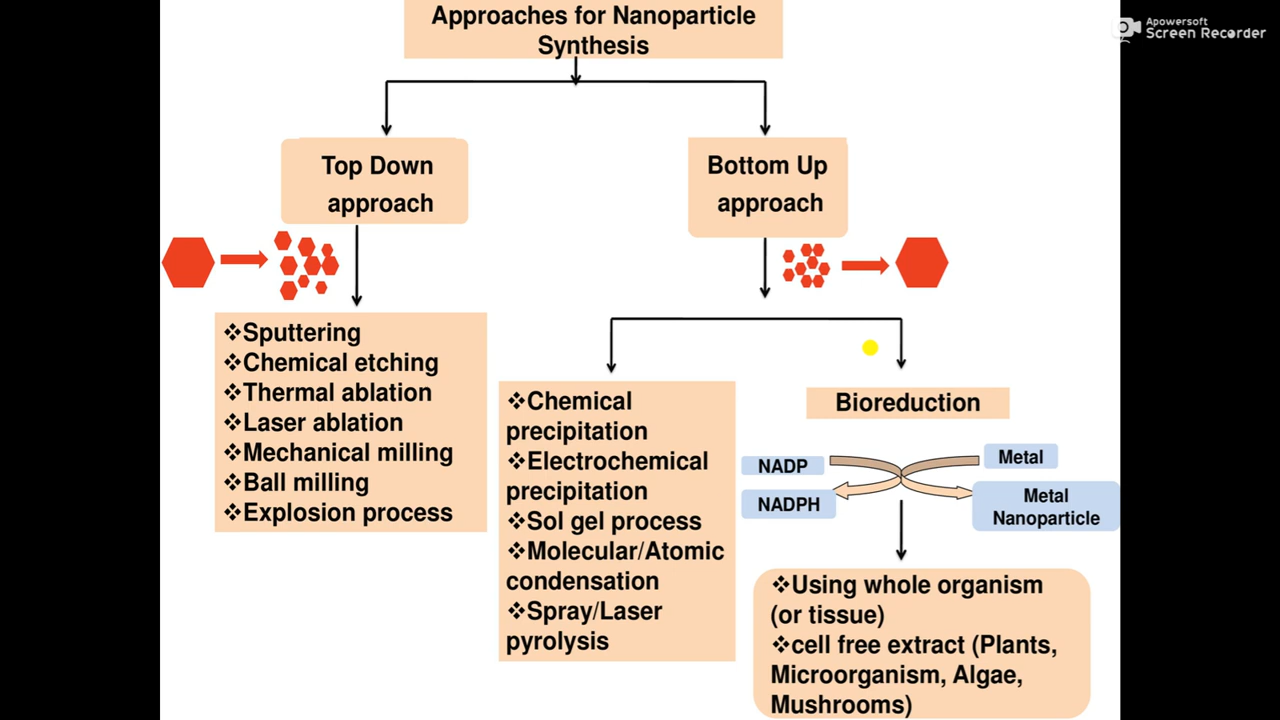 Approaches for Nanoparticle
Synthesis
Apowersoft
Screen Recorder
Top Down
approach
Bottom Up
approach
❖Sputtering
❖Chemical etching
❖Thermal ablation
❖Laser ablation
❖Mechanical milling
❖Ball milling
❖Explosion process
❖Chemical
precipitation
❖Electrochemical
precipitation
❖Sol gel process
❖Molecular/Atomic
condensation
❖Spray/Laser
pyrolysis
Bioreduction
NADP
Metal
NADPH
Metal
Nanoparticle
❖Using whole organism
(or tissue)
❖cell free extract (Plants,
Microorganism, Algae,
Mushrooms)